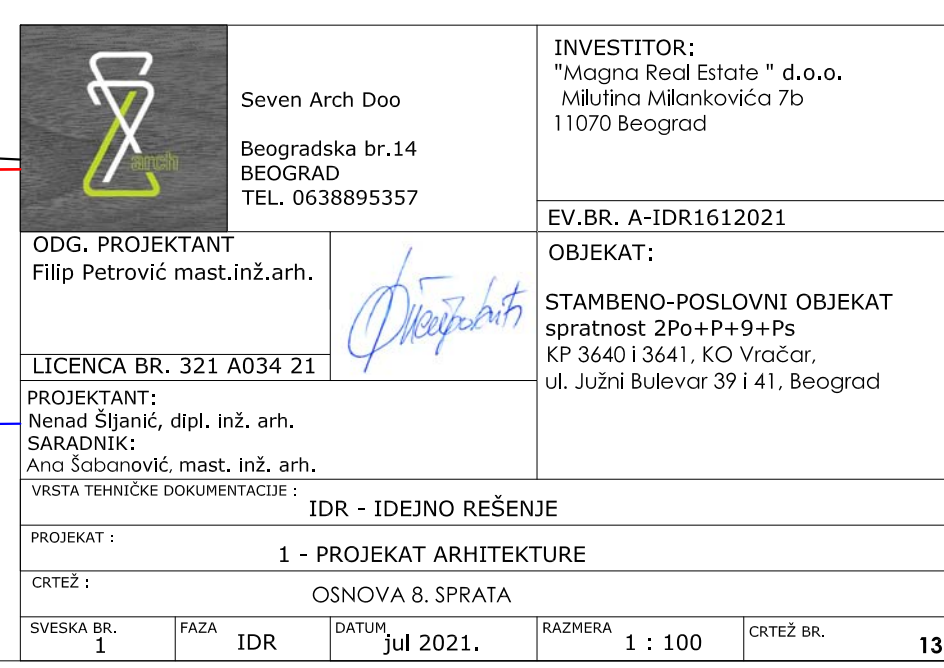 arch
Seven Arch Doo
Beogradska br.14
BEOGRAD
TEL. 0638895357
INVESTITOR:
"Magna Real Estate " d.o.o.
Milutina Milankovića 7b
11070 Beograd
EV.BR. A-IDR1612021
ODG. PROJEKTANT
Filip Petrović mast.inž.arh.
LICENCA BR. 321 A034 21
OBJEKAT:
STAMBENO-POSLOVNI OBJEKAT
spratnost 2Po+P+9+Ps
KP 3640 i 3641, KO Vračar,
ul. Južni Bulevar 39 i 41, Beograd
PROJEKTANT:
Nenad Šljanić, dipl. inž. arh.
SARADNIK:
Ana Šabanović, mast. inž. arh.
VRSTA TEHNIČKE DOKUMENTACIJE :
IDR - IDEJNO REŠENJE
PROJEKAT :
1 - PROJEKAT ARHITEKTURE
CRTEŽ :
OSNOVA 8. SPRATA
SVESKA BR.
1
FAZA
IDR
DATUM
jul 2021.
RAZMERA
1 : 100
CRTEŽ BR.
13